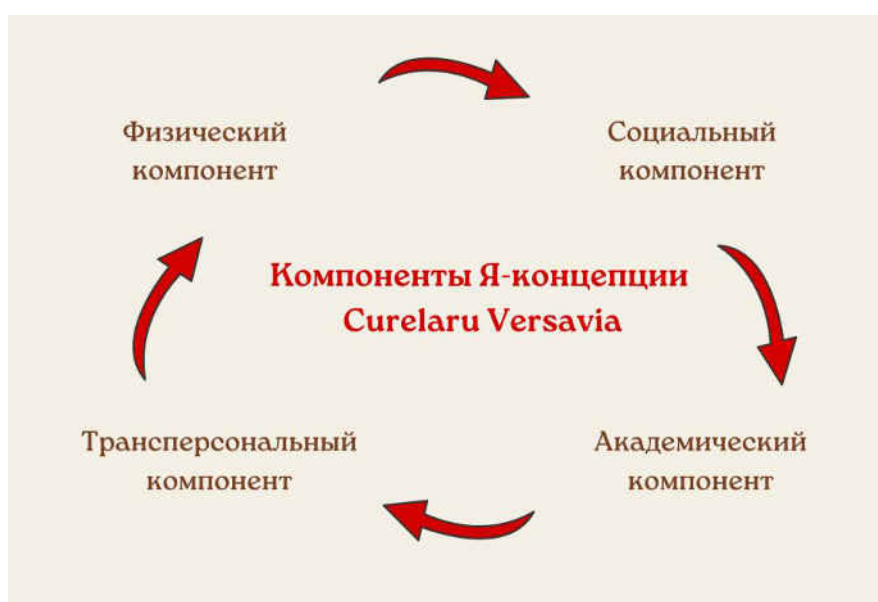 Физический
компонент
Социальный
компонент
Компоненты Я-концепции
Curelaru Versavia
Трансперсональный
компонент
Академический
компонент